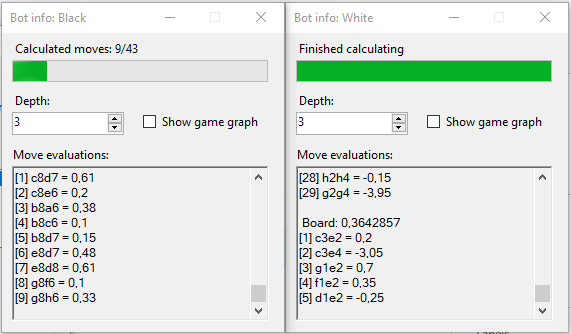 Bot info: Black
Calculated moves: 9/43
Depth:
3
Show game graph
Move evaluations:
[1] c8d7 = 0,61
[2] c8e6 = 0,2
[3] b8a6 = 0,38
[4] b8c6 = 0,1
[5] b8d7 = 0,15
[6] e8d7 = 0,48
[7] e8d8 = 0,61
[8] g8f6 = 0,1
[9] g8h6 = 0,33
Bot info: White
Finished calculating
Depth:
3
Show game graph
Move evaluations:
[28] h2h4 = -0,15
[29] g2g4 = -3,95
Board: 0,3642857
[1] c3e2 = 0,2
[2] c3e4 = -3,05
[3] g1e2 = 0,7
[4] f1e2 = 0,35
[5] d1e2 = -0,25